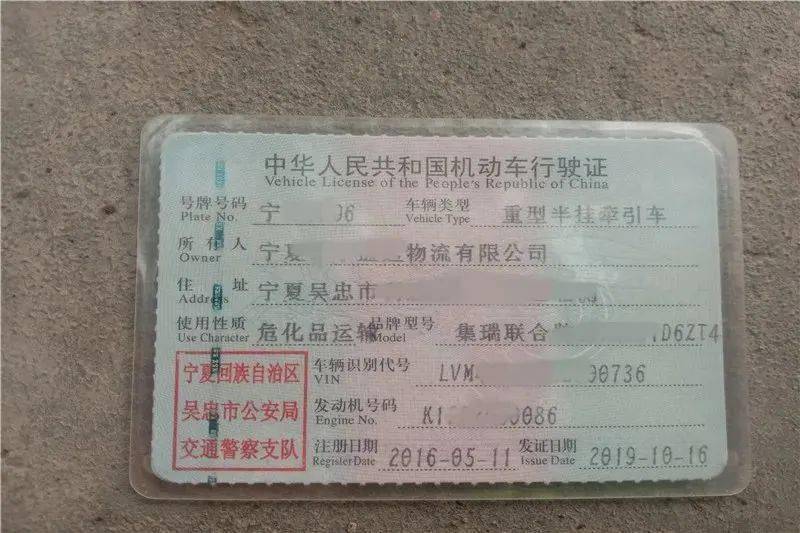 中华人民共和国机动车行驶证
Vehicle License of the People's Republic of China
号牌号码 宁 06 车辆类型 重型半挂牵引车
Plate No. Vehicle Type
所有人 宁夏 物流有限公司
Owner
住址 宁夏吴忠市
Address
使用性质 危化品运输 品牌型号 集瑞联合 D6ZT4
Use Character Model
宁夏回族自治区
吴忠市公安局
交通警察支队
车辆识别代号 LVM 00736
VIN
发动机号码 K1 0086
Engine No.
注册日期 2016-05-11 发证日期 2019-10-16
Register Date Issue Date